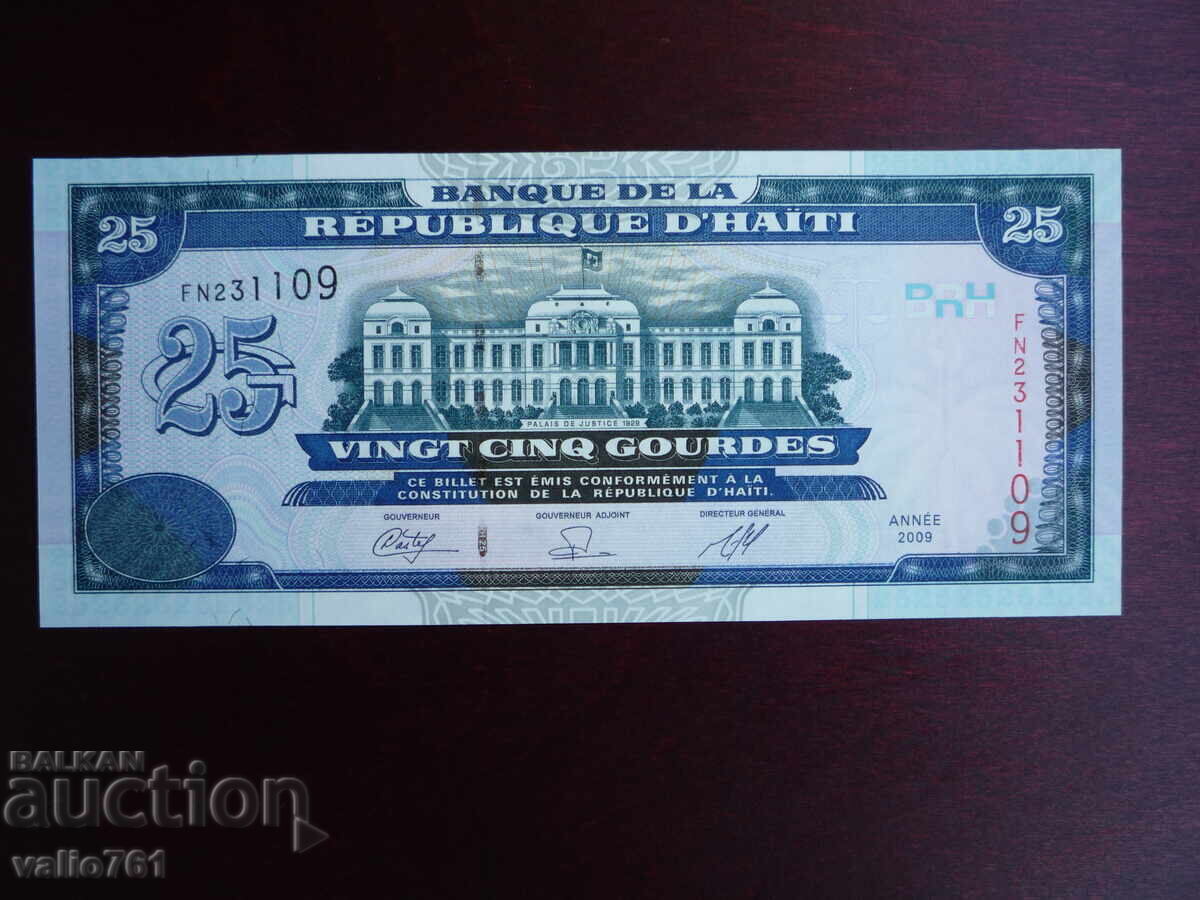 BANQUE DE LA
RÉPUBLIQUE D'HAÏTI
25
25
FN231109
BRH
25
FN231109
PALAIS DE JUSTICE 1928
VINGT CINQ GOURDES
CE BILLET EST ÉMIS CONFORMÉMENT A LA
CONSTITUTION DE LA RÉPUBLIQUE D'HAÏTI.
GOUVERNEUR
GOUVERNEUR ADJOINT
DIRECTEUR GÉNÉRAL
ANNÉE
2009
BALKAN
auction
valio761